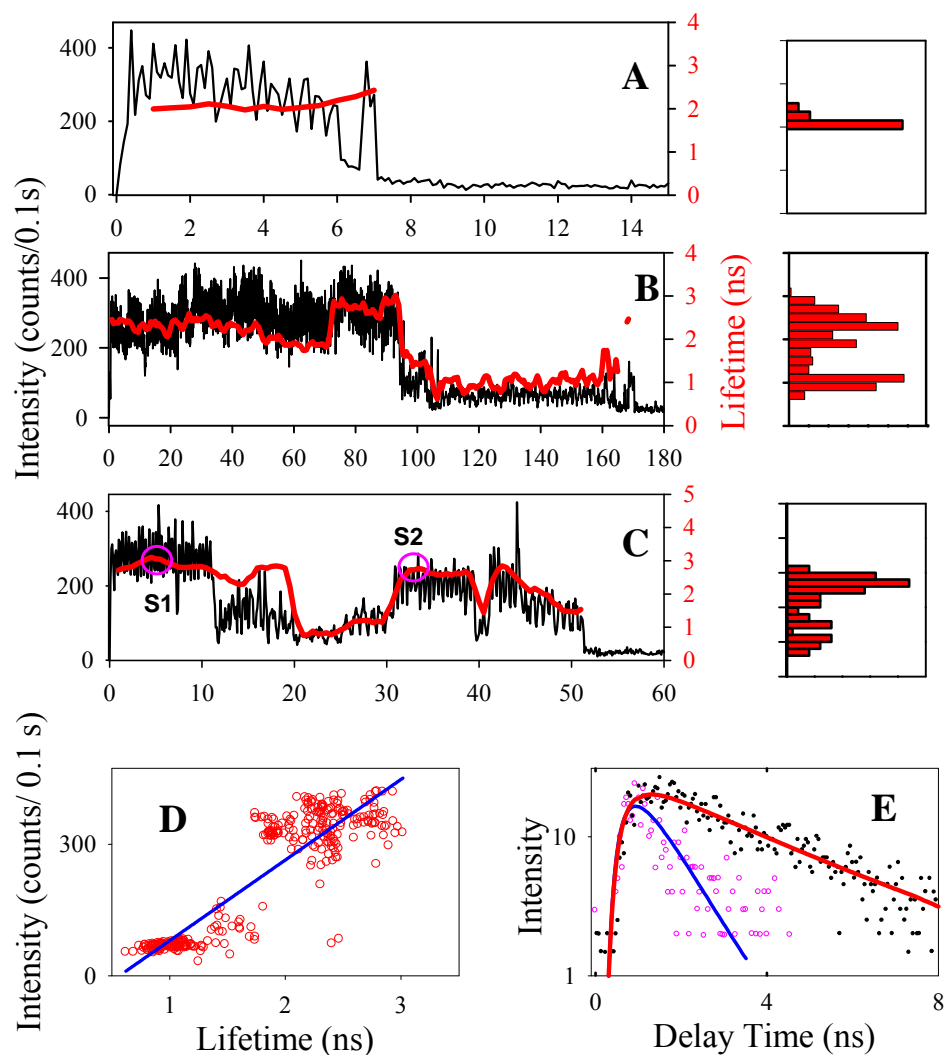 A
400
200
0
4
3
2
1
0
0 2 4 6 8 10 12 14
B
400
200
0
4
3
2
1
0
0 20 40 60 80 100 120 140 160 180
Intensity (counts/0.1s)
Lifetime (ns)
C
S1
S2
400
200
0
5
4
3
2
1
0
0 10 20 30 40 50 60
D
300
0
1 2 3
Intensity (counts/ 0.1 s)
Lifetime (ns)
E
10
1
0 4 8
Intensity
Delay Time (ns)